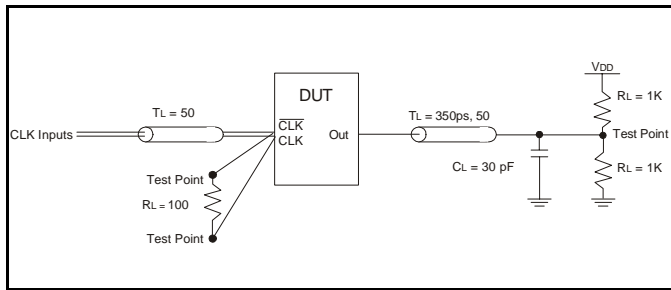 VDD
DUT
TL = 50
TL = 350ps, 50
RL = 1K
CLK
CLK Inputs
CLK
Out
Test Point
Test Point
CL = 30 pF
RL = 1K
RL = 100
Test Point